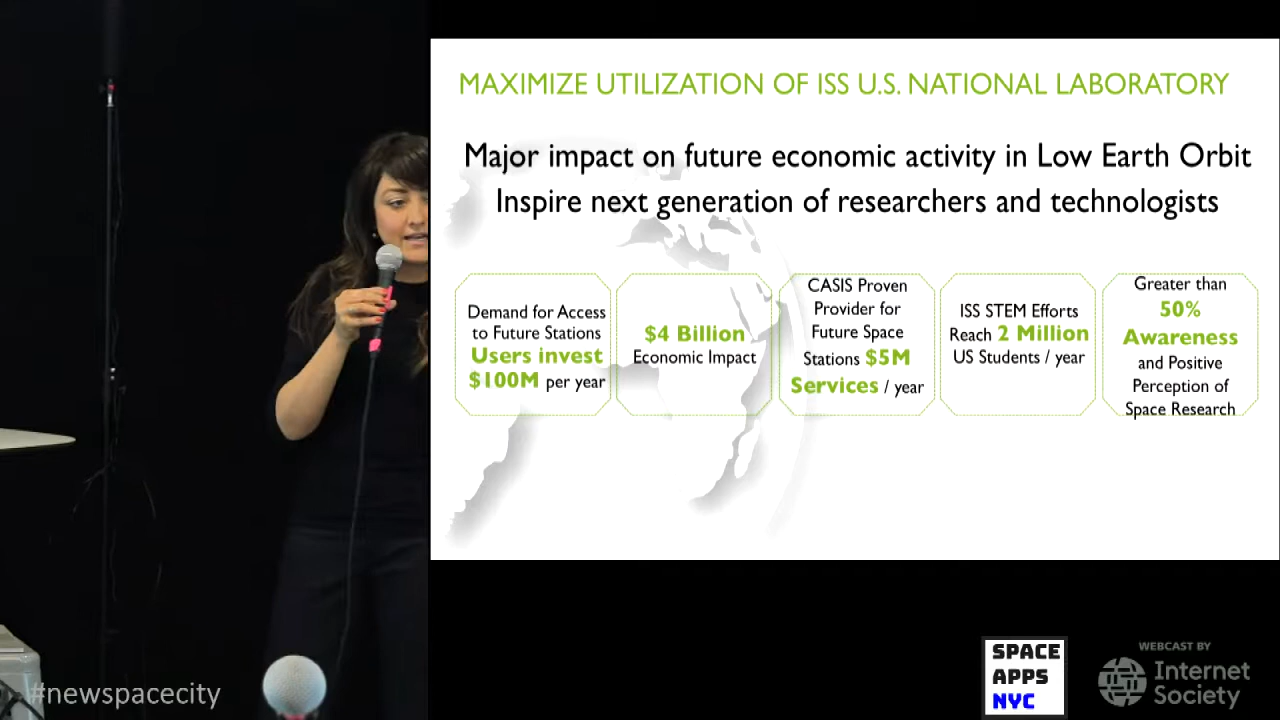 MAXIMIZE UTILIZATION OF ISS U.S. NATIONAL LABORATORY
Major impact on future economic activity in Low Earth Orbit
Inspire next generation of researchers and technologists
Demand for Access
to Future Stations
Users invest
$100M per year
$4 Billion
Economic Impact
CASIS Proven
Provider for
Future Space
Stations $5M
Services / year
ISS STEM Efforts
Reach 2 Million
US Students / year
Greater than
50%
Awareness
and Positive
Perception of
Space Research
#newspacecity
SPACE
APPS
NYC
WEBCAST BY
Internet
Society